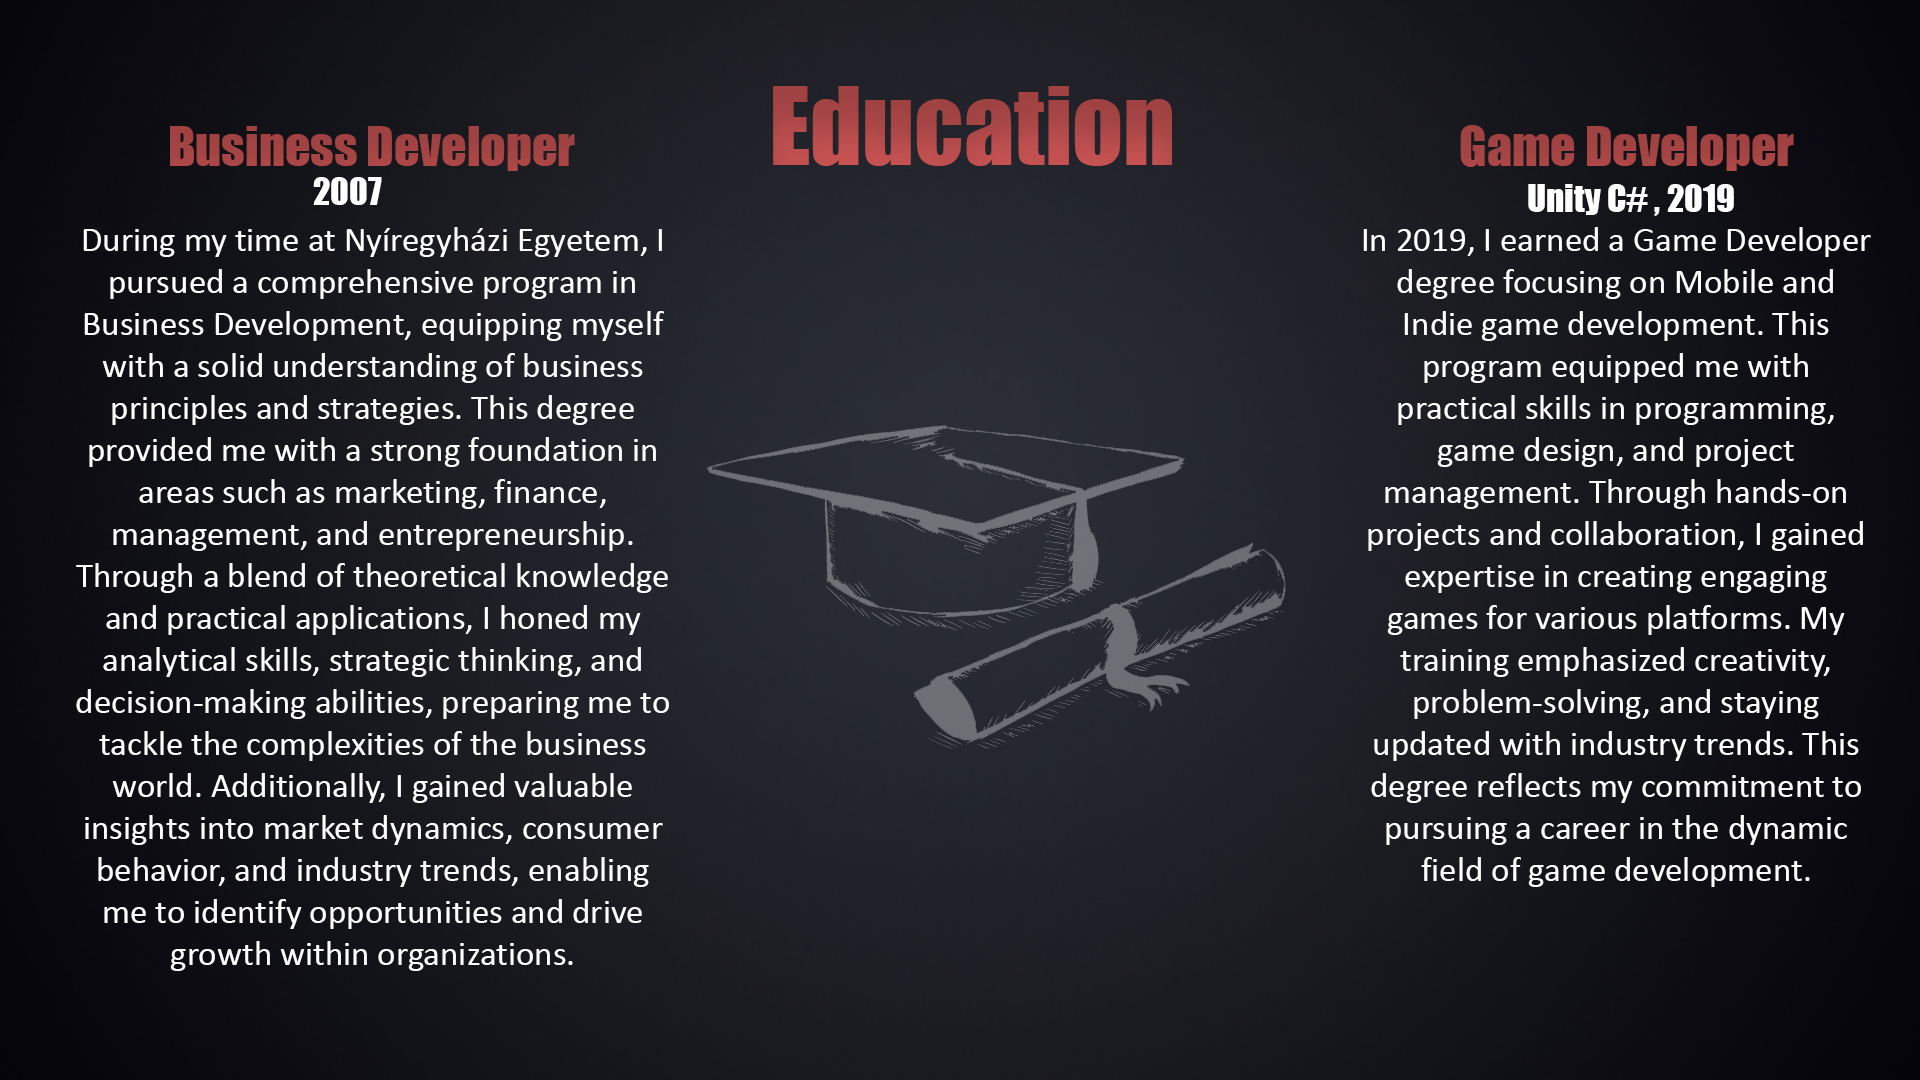 Education
Business Developer
2007
During my time at Nyíregyházi Egyetem, I
pursued a comprehensive program in
Business Development, equipping myself
with a solid understanding of business
principles and strategies. This degree
provided me with a strong foundation in
areas such as marketing, finance,
management, and entrepreneurship.
Through a blend of theoretical knowledge
and practical applications, I honed my
analytical skills, strategic thinking, and
decision-making abilities, preparing me to
tackle the complexities of the business
world. Additionally, I gained valuable
insights into market dynamics, consumer
behavior, and industry trends, enabling
me to identify opportunities and drive
growth within organizations.
Game Developer
Unity C# , 2019
In 2019, I earned a Game Developer
degree focusing on Mobile and
Indie game development. This
program equipped me with
practical skills in programming,
game design, and project
management. Through hands-on
projects and collaboration, I gained
expertise in creating engaging
games for various platforms. My
training emphasized creativity,
problem-solving, and staying
updated with industry trends. This
degree reflects my commitment to
pursuing a career in the dynamic
field of game development.